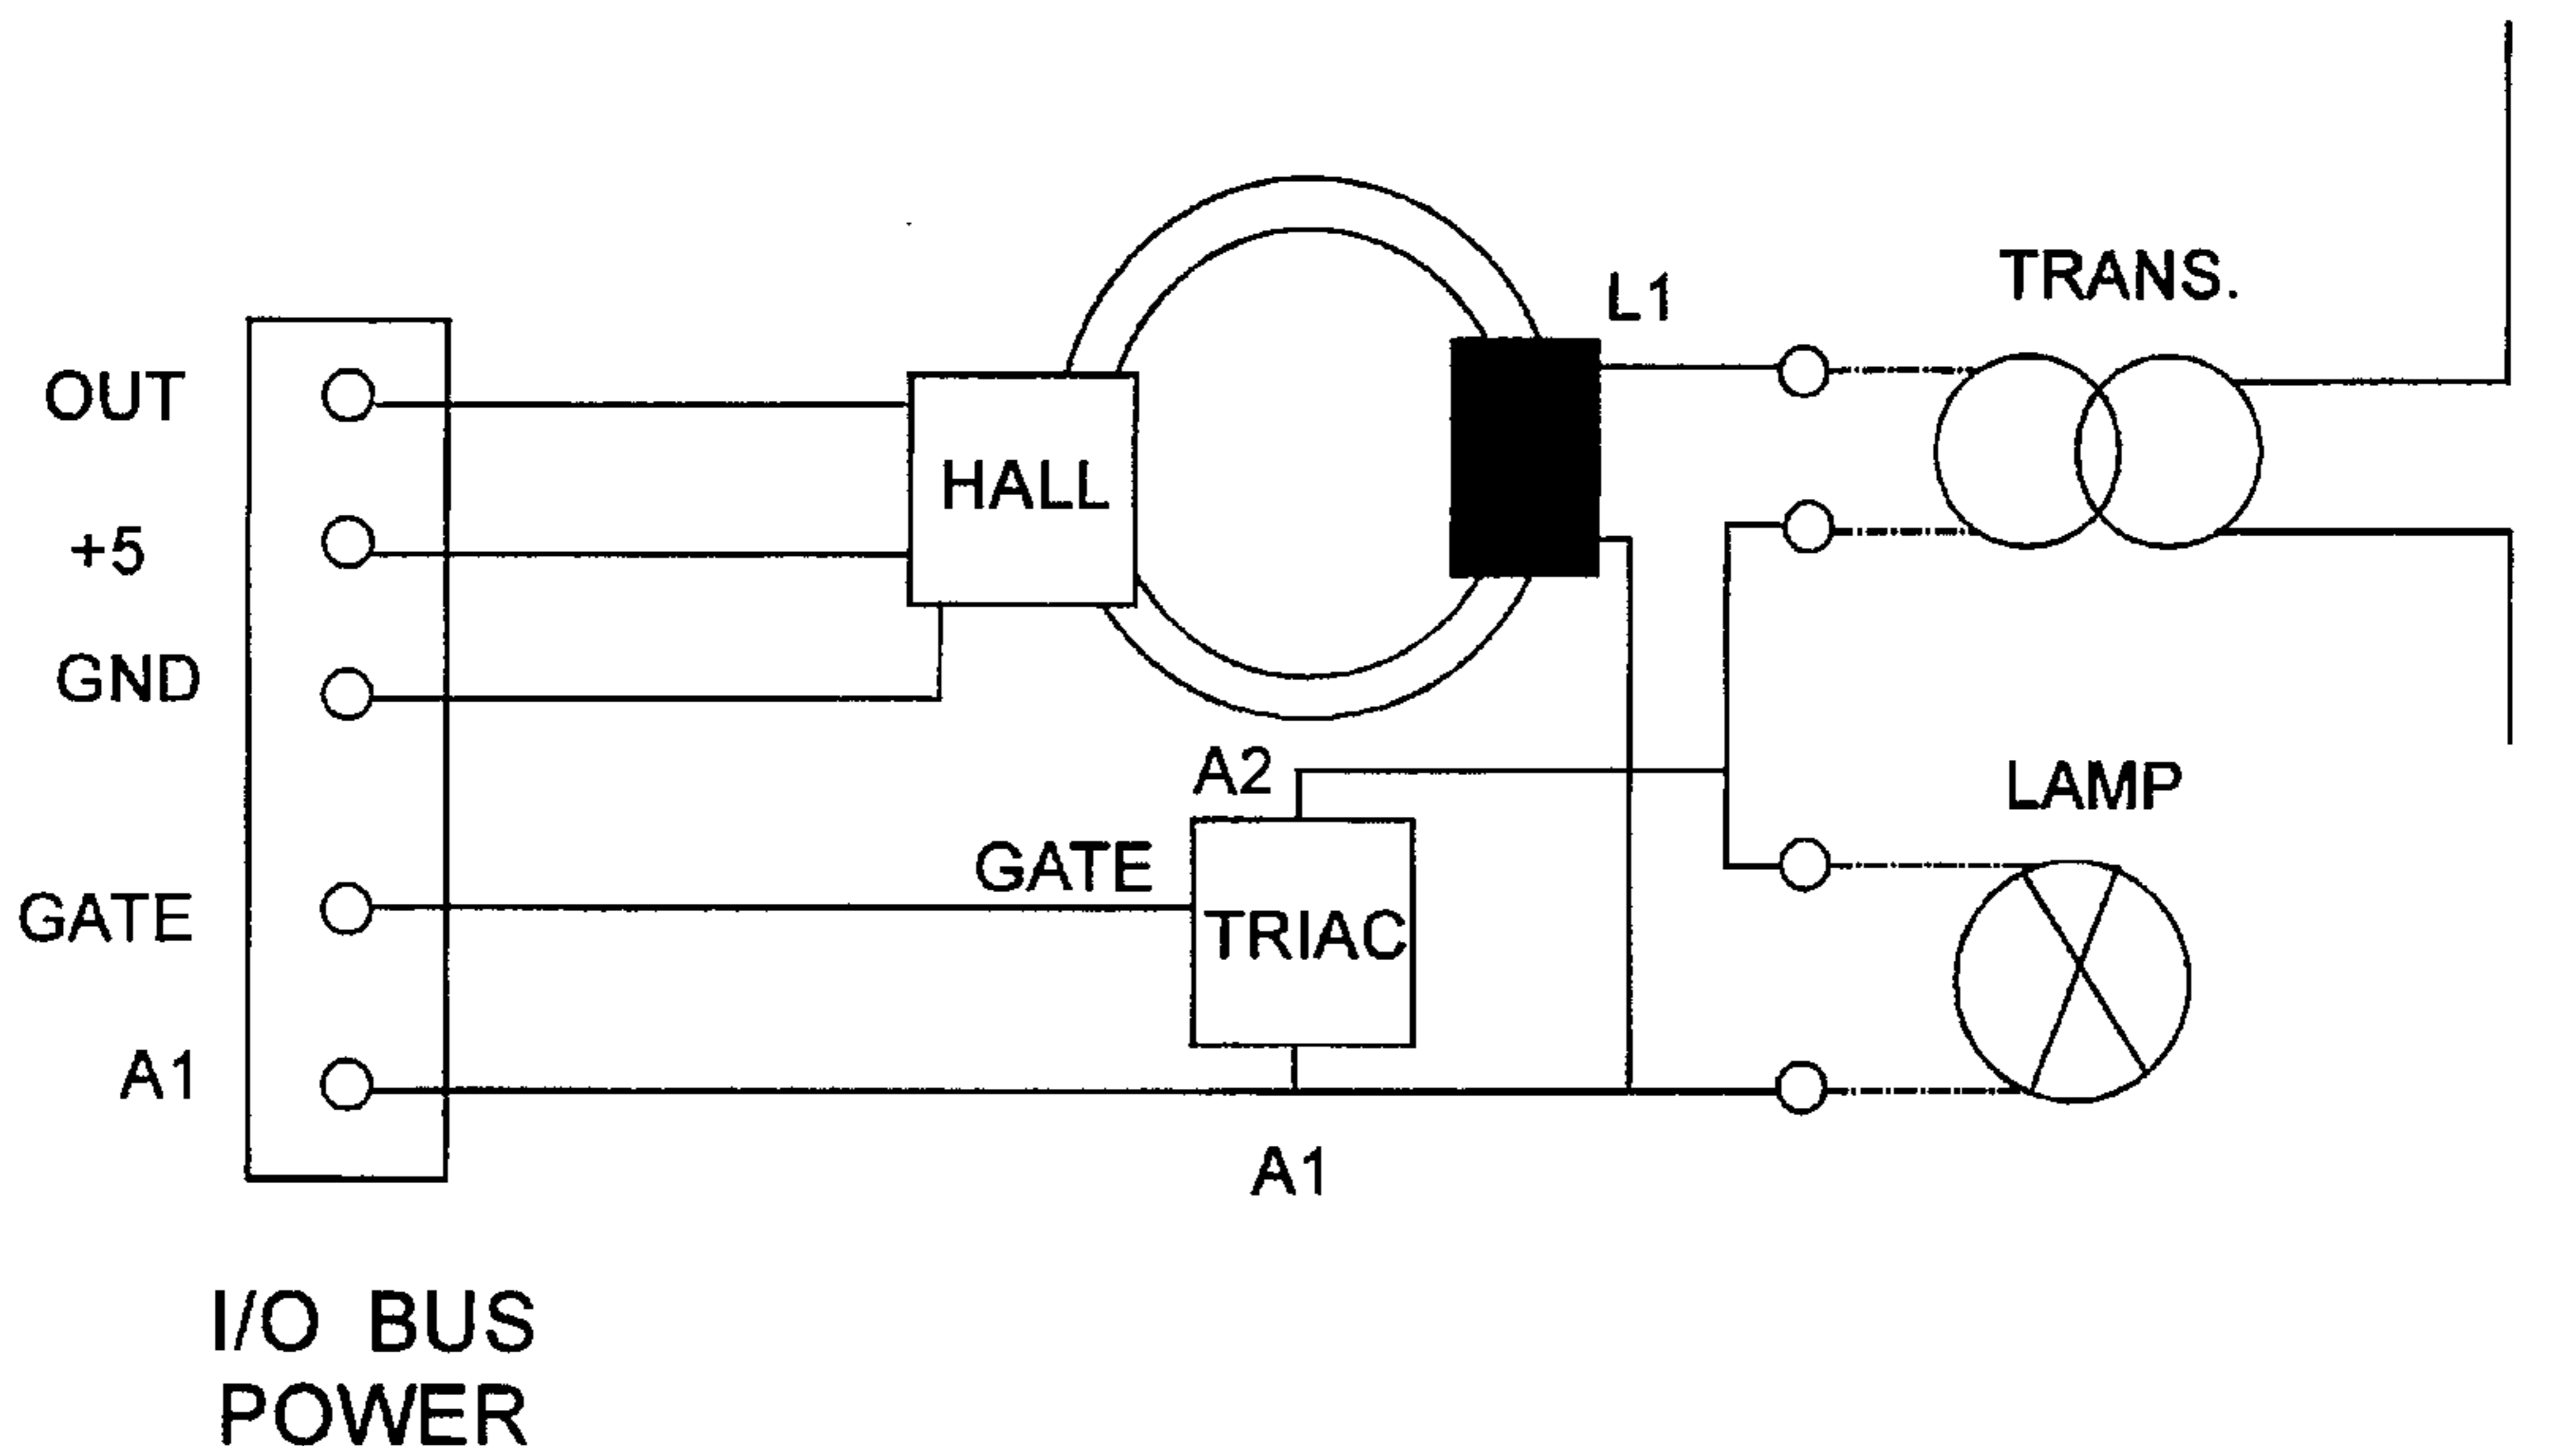 L1
TRANS.
OUT
HALL
+5
GND
A2
LAMP
GATE
GATE
TRIAC
A1
A1
I/O BUS
POWER